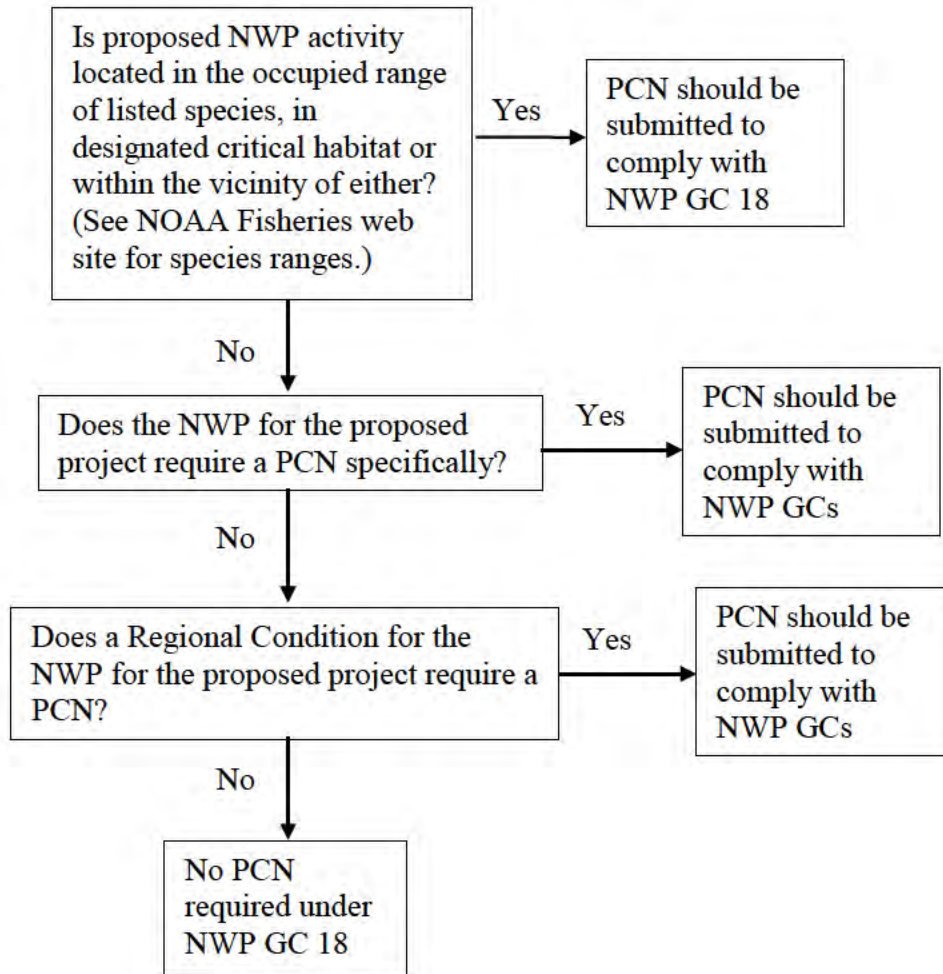 Is proposed NWP activity
located in the occupied range
of listed species, in
designated critical habitat or
within the vicinity of either?
(See NOAA Fisheries web
site for species ranges.)
Yes
PCN should be
submitted to
comply with
NWP GC 18
No
Does the NWP for the proposed
project require a PCN specifically?
Yes
PCN should be
submitted to
comply with
NWP GCs
No
Does a Regional Condition for the
NWP for the proposed project require a
PCN?
Yes
PCN should be
submitted to
comply with
NWP GCs
No
No PCN
required under
NWP GC 18